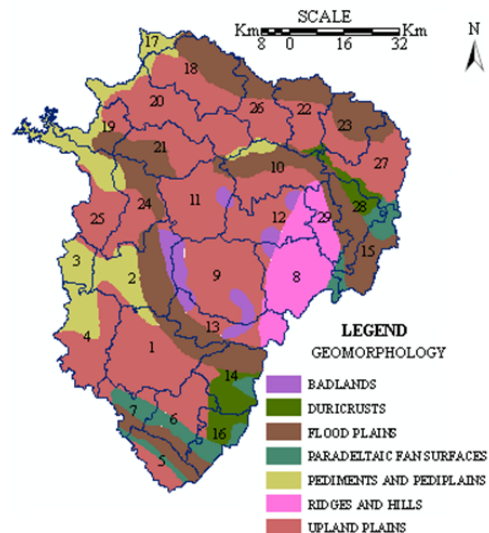 SCALE
Km Km
8 0 16 32
N
17
18
20
26
22
23
19
21
27
10
11
24
12
29
28
25
15
3
2
9
8
4
13
1
14
7
6
16
5
LEGEND
GEOMORPHOLOGY
BADLANDS
DURICRUSTS
FLOOD PLAINS
PARADELTAIC FAN SURFACES
PEDIMENTS AND PEDIPLAINS
RIDGES AND HILLS
UPLAND PLAINS